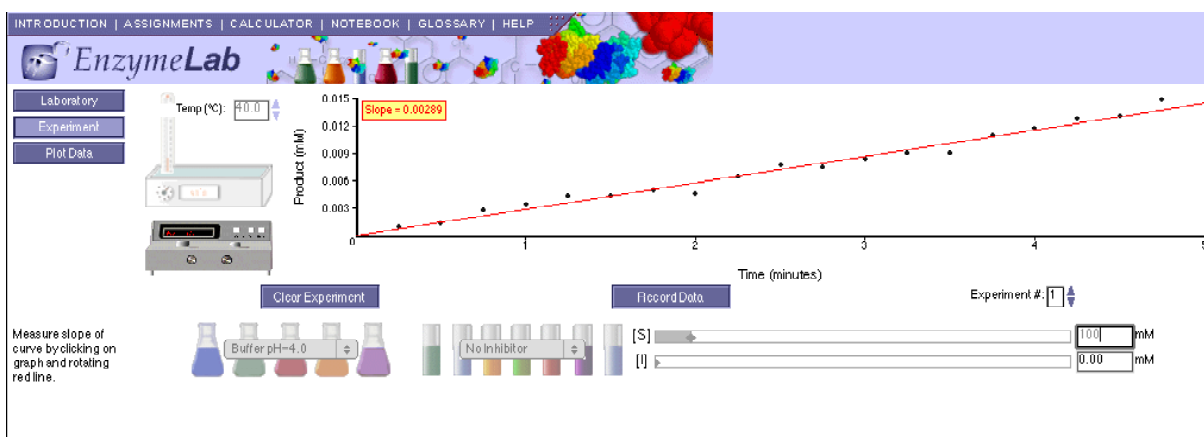 INTRODUCTION | ASSIGNMENTS | CALCULATOR | NOTEBOOK | GLOSSARY | HELP
EnzymeLab
Laboratory
Experiment
Plot Data
Temp (ºC): 40.0
Slope = 0.00289
Product (mM)
0.015
0.012
0.009
0.006
0.003
0 1 2 3 4 5
Time (minutes)
Clear Experiment
Record Data
Experiment #: 1
Measure slope of
curve by clicking on
graph and rotating
red line.
Buffer pH=4.0
No Inhibitor
[S] 100 mM
[I] 0.00 mM